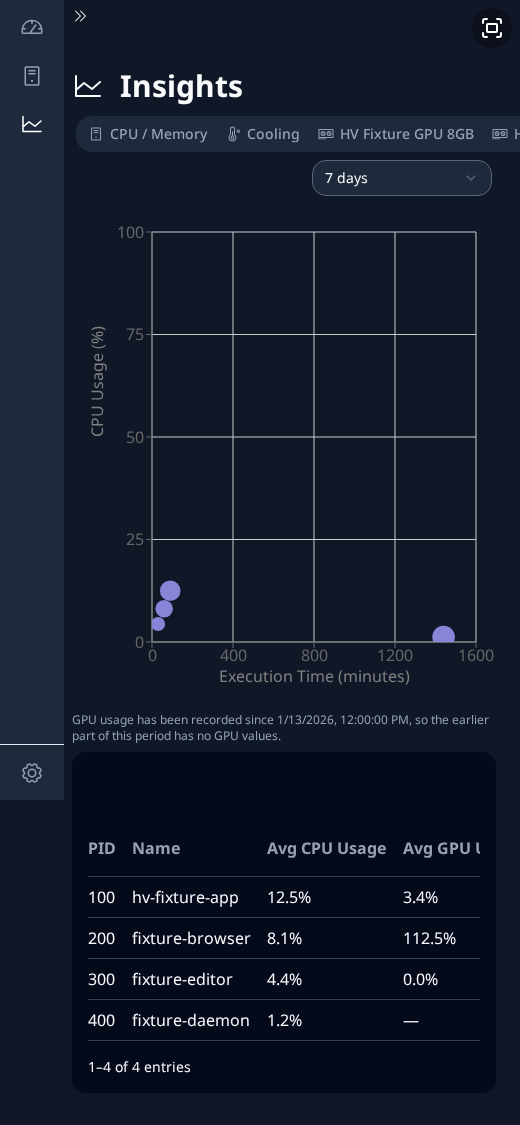 Insights
CPU / Memory Cooling HV Fixture GPU 8GB H
7 days
100
75
50
25
0
CPU Usage (%)
0 400 800 1200 1600
Execution Time (minutes)
GPU usage has been recorded since 1/13/2026, 12:00:00 PM, so the earlier
part of this period has no GPU values.
PID Name Avg CPU Usage Avg GPU U
100 hv-fixture-app 12.5% 3.4%
200 fixture-browser 8.1% 112.5%
300 fixture-editor 4.4% 0.0%
400 fixture-daemon 1.2% —
1–4 of 4 entries